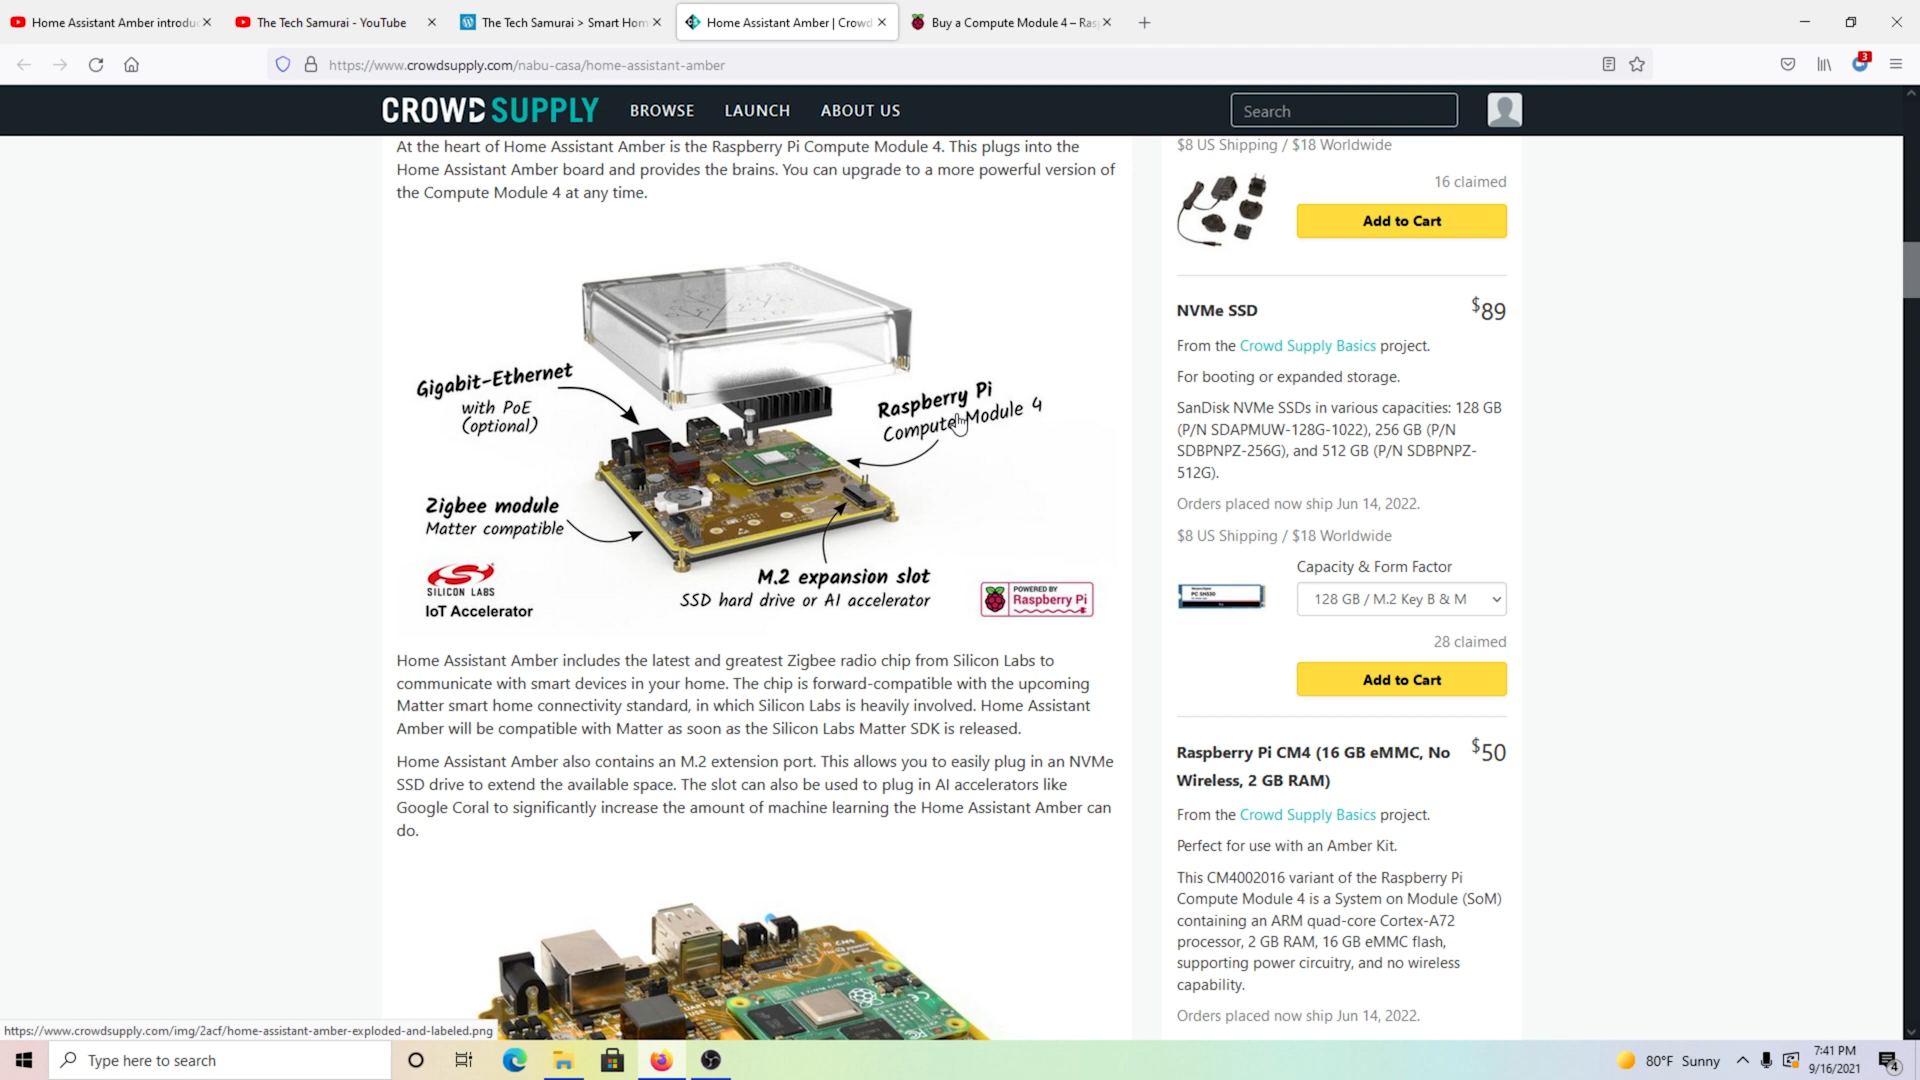 Home Assistant Amber introdu
The Tech Samurai - YouTube
The Tech Samurai > Smart Hom
Home Assistant Amber | Crowd
Buy a Compute Module 4 – Ras
https://www.crowdsupply.com/nabu-casa/home-assistant-amber
3
CROWD SUPPLY
BROWSE
LAUNCH
ABOUT US
Search
At the heart of Home Assistant Amber is the Raspberry Pi Compute Module 4. This plugs into the
Home Assistant Amber board and provides the brains. You can upgrade to a more powerful version of
the Compute Module 4 at any time.
Gigabit-Ethernet
with PoE
(optional)
Raspberry Pi
Compute Module 4
Zigbee module
Matter compatible
M.2 expansion slot
SSD hard drive or AI accelerator
SILICON LABS
IoT Accelerator
POWERED BY
Raspberry Pi
Home Assistant Amber includes the latest and greatest Zigbee radio chip from Silicon Labs to
communicate with smart devices in your home. The chip is forward-compatible with the upcoming
Matter smart home connectivity standard, in which Silicon Labs is heavily involved. Home Assistant
Amber will be compatible with Matter as soon as the Silicon Labs Matter SDK is released.
Home Assistant Amber also contains an M.2 extension port. This allows you to easily plug in an NVMe
SSD drive to extend the available space. The slot can also be used to plug in AI accelerators like
Google Coral to significantly increase the amount of machine learning the Home Assistant Amber can
do.
$8 US Shipping / $18 Worldwide
16 claimed
Add to Cart
NVMe SSD
$89
From the Crowd Supply Basics project.
For booting or expanded storage.
SanDisk NVMe SSDs in various capacities: 128 GB
(P/N SDAPMUW-128G-1022), 256 GB (P/N
SDBPNPZ-256G), and 512 GB (P/N SDBPNPZ-
512G).
Orders placed now ship Jun 14, 2022.
$8 US Shipping / $18 Worldwide
Capacity & Form Factor
128 GB / M.2 Key B & M
28 claimed
Add to Cart
Raspberry Pi CM4 (16 GB eMMC, No
Wireless, 2 GB RAM)
$50
From the Crowd Supply Basics project.
Perfect for use with an Amber Kit.
This CM4002016 variant of the Raspberry Pi
Compute Module 4 is a System on Module (SoM)
containing an ARM quad-core Cortex-A72
processor, 2 GB RAM, 16 GB eMMC flash,
supporting power circuitry, and no wireless
capability.
Orders placed now ship Jun 14, 2022.
https://www.crowdsupply.com/img/2acf/home-assistant-amber-exploded-and-labeled.png
Type here to search
80°F Sunny
7:41 PM
9/16/2021
4